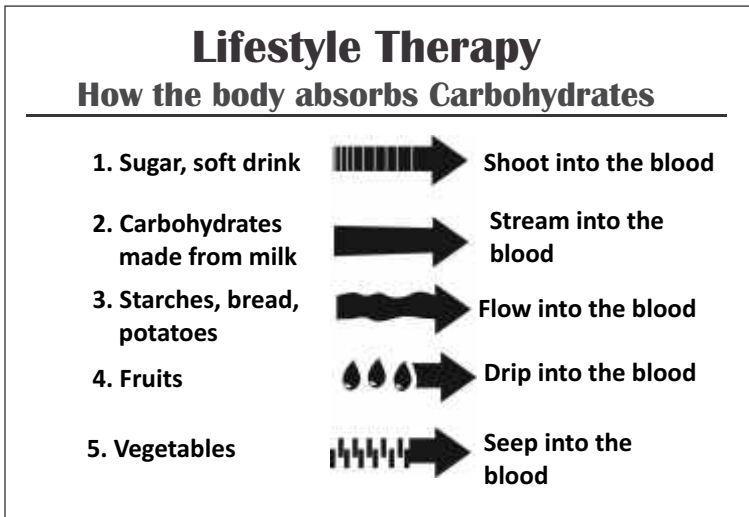 Lifestyle Therapy
How the body absorbs Carbohydrates
1. Sugar, soft drink
Shoot into the blood
2. Carbohydrates
made from milk
Stream into the
blood
3. Starches, bread,
potatoes
Flow into the blood
4. Fruits
Drip into the blood
5. Vegetables
Seep into the
blood